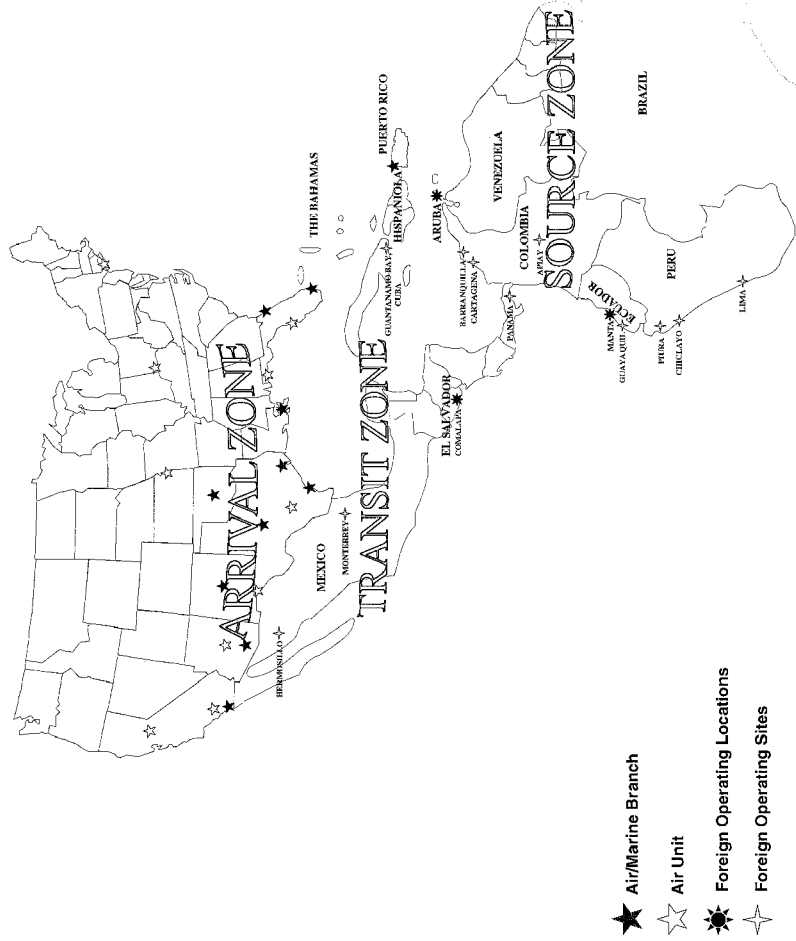 THE BAHAMAS
PUERTO RICO
HISPANIOLA
GUANTANAMO BAY
CUBA
ARRIVAL ZONE
MEXICO
MONTERREY
HERMOSILLO
TRANSIT ZONE
ARUBA
BARRANQUILLA
CARTAGENA
PANAMA
EL SALVADOR
COMALAPA
VENEZUELA
COLOMBIA
APIAY
SOURCE ZONE
BRAZIL
PERU
ECUADOR
MANTA
GUAYAQUIL
PIURA
CHICLAYO
LIMA
Air/Marine Branch
Air Unit
Foreign Operating Locations
Foreign Operating Sites